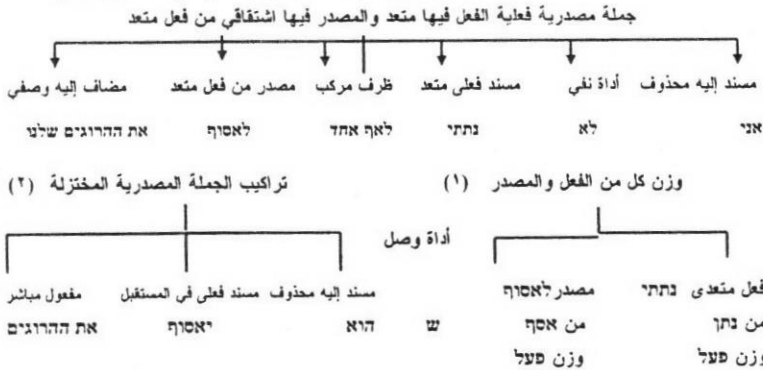 جملة مصدرية فعلية الفعل فيها متعد والمصدر فيها اشتقاقي من فعل متعد
مسند إليه محذوف أداة نفي مسند فعلى متعد ظرف مركب مصدر من فعل متعد مضاف إليه وصفي
אני לא נתתי לאף אחד לאסוף את ההרוגים שלנו
وزن كل من الفعل والمصدر (١) تراكيب الجملة المصدرية المختزلة (٢)
أداة وصل
فعل متعدى נתתי مصدر לאסוף مسند إليه محذوف مسند فعلى في المستقبل مفعول مباشر
من נתן من אסף ש הוא יאסוף את ההרוגים
وزن פעל وزن פעל